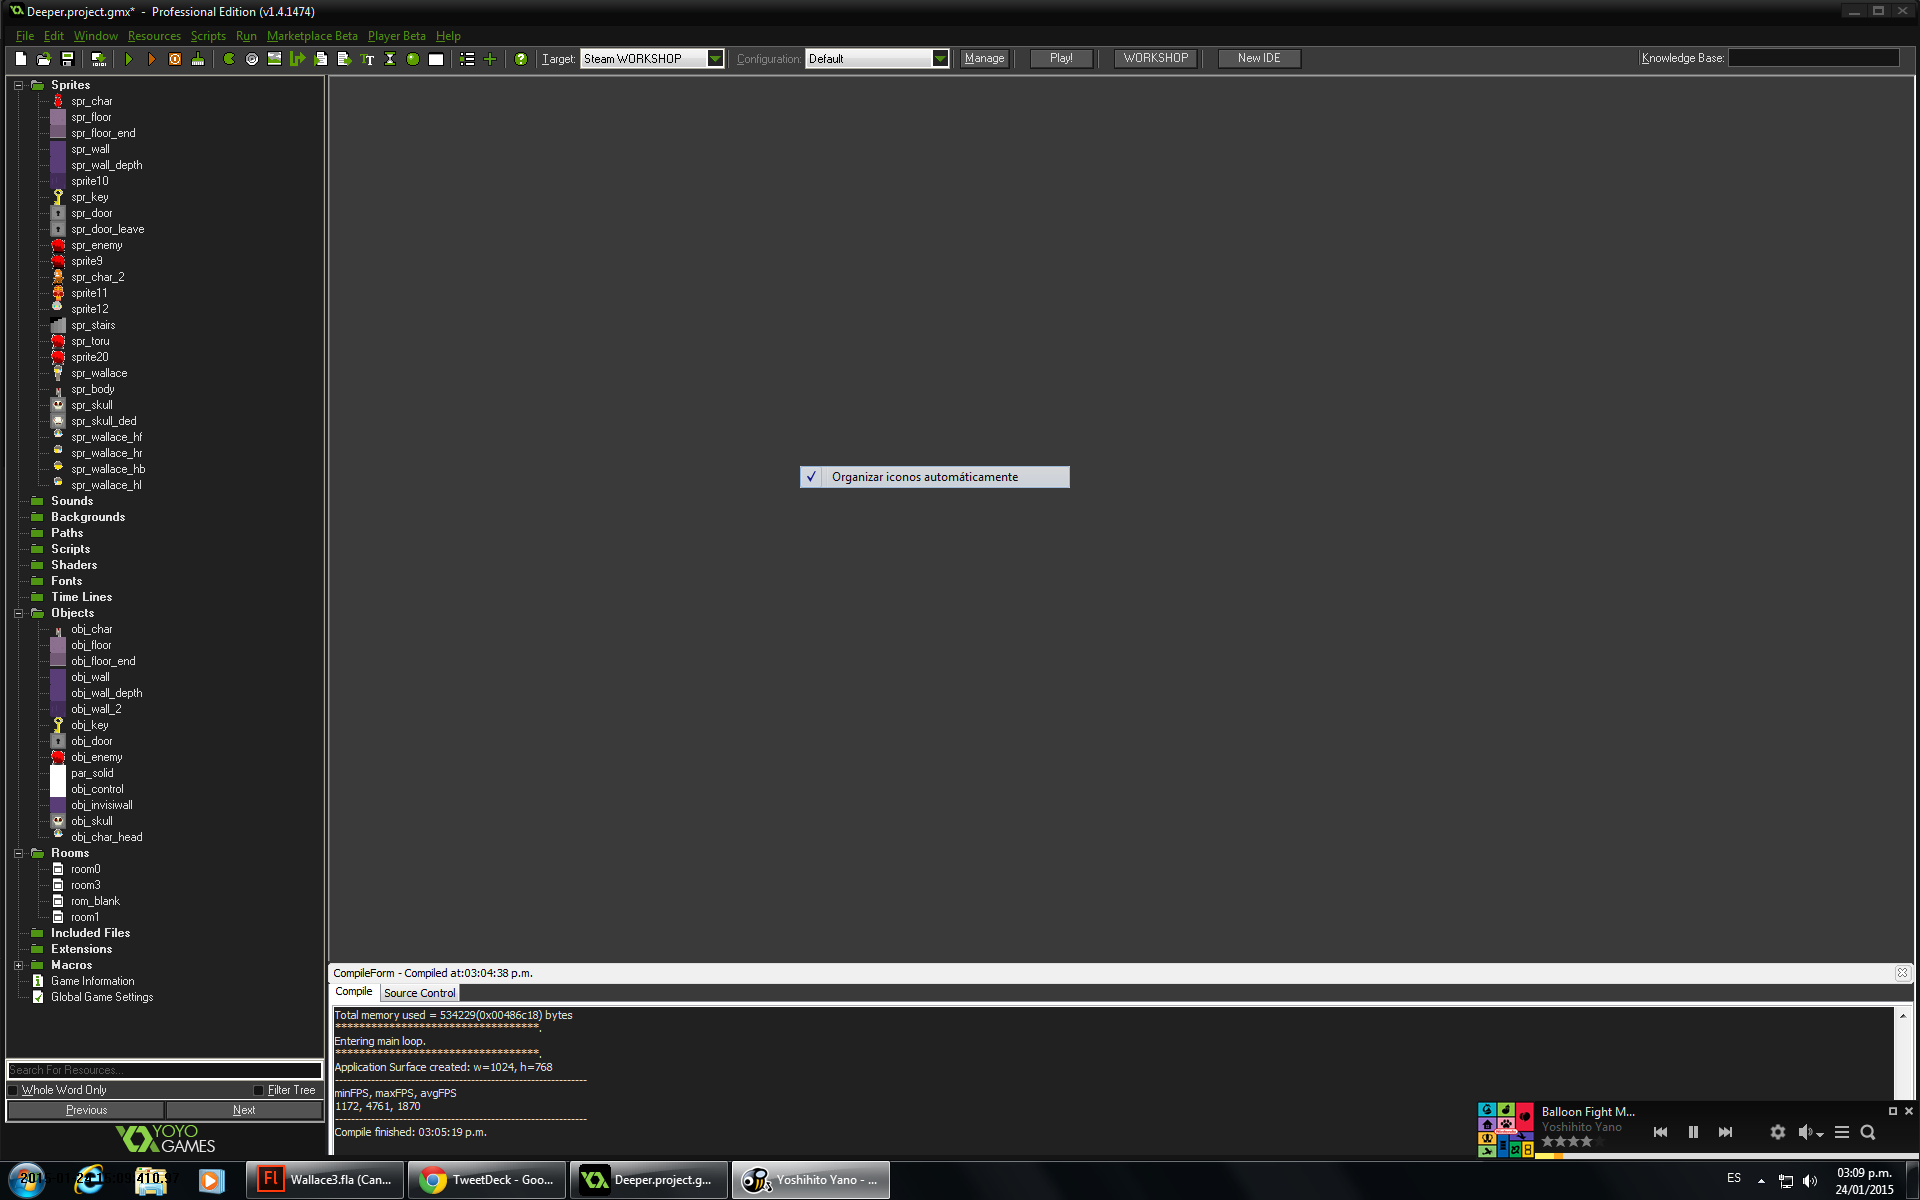 Deeper.project.gmx* - Professional Edition (v1.4.1474)
File Edit Window Resources Scripts Run Marketplace Beta Player Beta Help
Target: Steam WORKSHOP Configuration: Default Manage Play! WORKSHOP New IDE Knowledge Base:
Sprites
spr_char
spr_floor
spr_floor_end
spr_wall
spr_wall_depth
sprite10
spr_key
spr_door
spr_door_leave
spr_enemy
sprite9
spr_char_2
sprite11
sprite12
spr_stairs
spr_toru
sprite20
spr_wallace
spr_body
spr_skull
spr_skull_ded
spr_wallace_hf
spr_wallace_hr
spr_wallace_hb
spr_wallace_hl
Sounds
Backgrounds
Paths
Scripts
Shaders
Fonts
Time Lines
Objects
obj_char
obj_floor
obj_floor_end
obj_wall
obj_wall_depth
obj_wall_2
obj_key
obj_door
obj_enemy
par_solid
obj_control
obj_invisiwall
obj_skull
obj_char_head
Rooms
room0
room3
rom_blank
room1
Included Files
Extensions
Macros
Game Information
Global Game Settings
Search For Resources...
Whole Word Only Filter Tree
Previous Next
YOYO
GAMES
Organizar iconos automáticamente
CompileForm - Compiled at:03:04:38 p.m.
Compile Source Control
Total memory used = 534229(0x00486c18) bytes
**********************************.
Entering main loop.
**********************************.
Application Surface created: w=1024, h=768
---------------------------------------------------------------
minFPS, maxFPS, avgFPS
1172, 4761, 1870
---------------------------------------------------------------
Compile finished: 03:05:19 p.m.
Balloon Fight M...
Yoshihito Yano
Wallace3.fla (Can... TweetDeck - Goo... Deeper.project.g... Yoshihito Yano - ...
ES
03:09 p.m.
24/01/2015